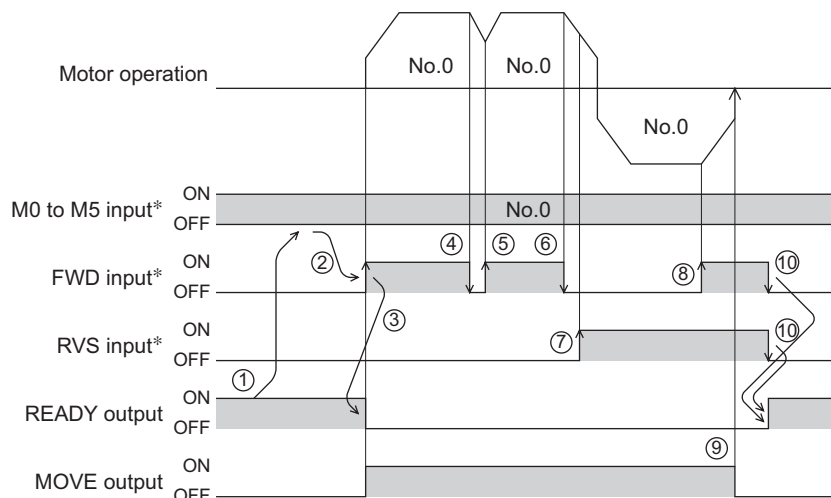 Motor operation
No.0
No.0
No.0
M0 to M5 input*
ON
OFF
No.0
FWD input*
ON
OFF
②
④
⑤
⑥
⑧
⑩
RVS input*
ON
OFF
③
⑦
⑩
①
READY output
ON
OFF
MOVE output
ON
OFF
⑨